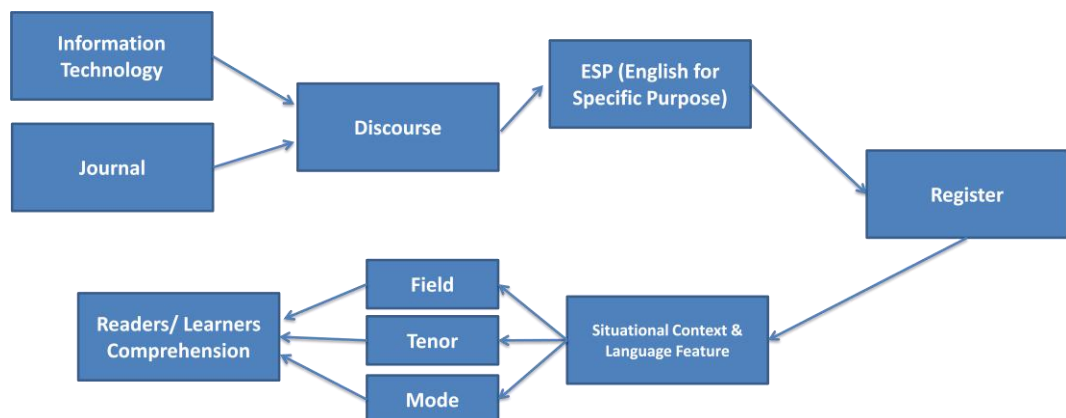 Information
Technology
Journal
Discourse
ESP (English for
Specific Purpose)
Register
Situational Context &
Language Feature
Field
Tenor
Mode
Readers/ Learners
Comprehension